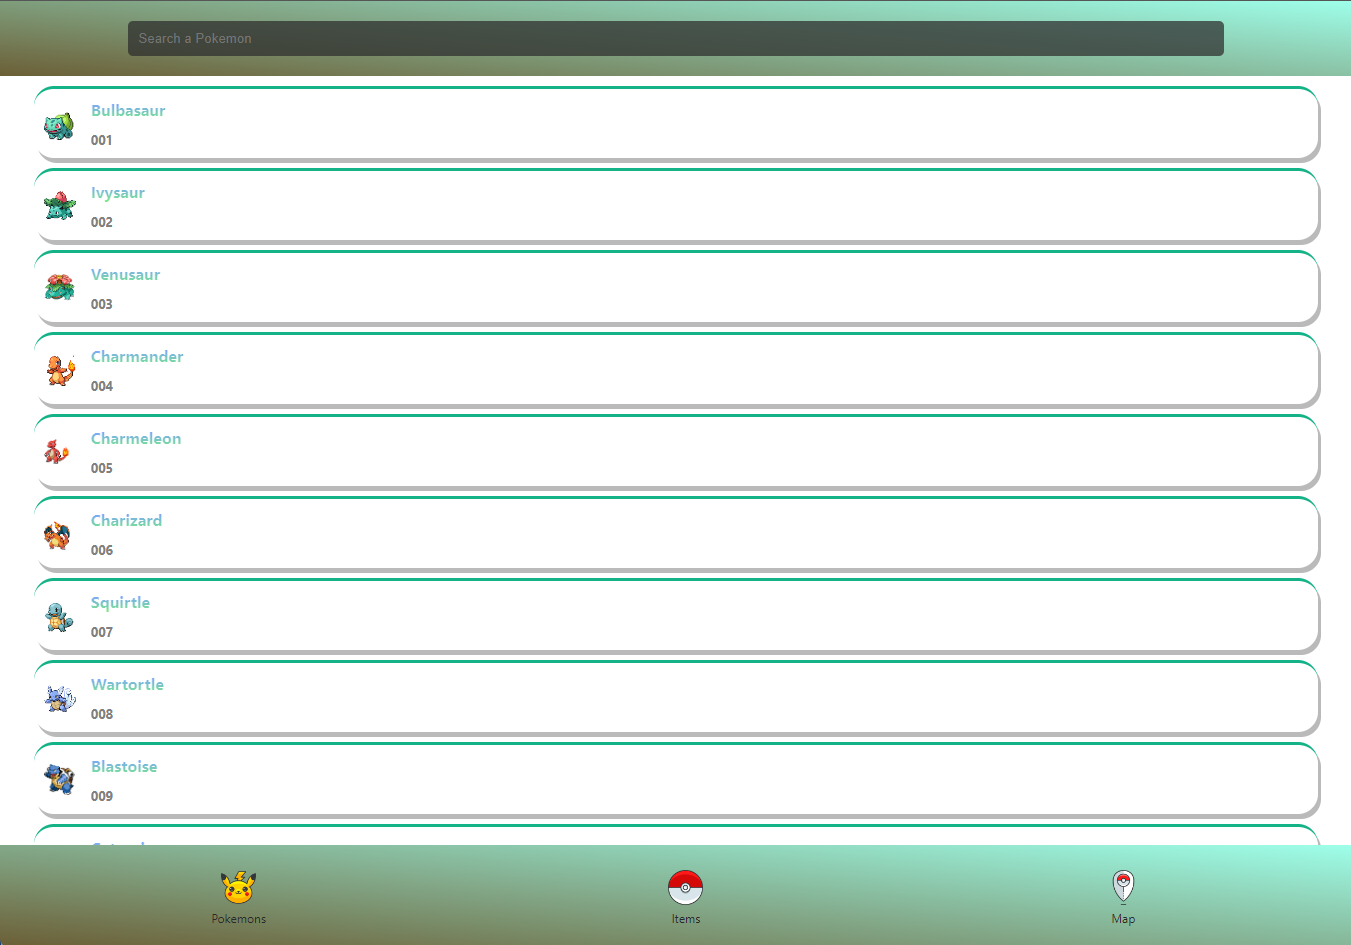 Search a Pokemon
Bulbasaur
001
Ivysaur
002
Venusaur
003
Charmander
004
Charmeleon
005
Charizard
006
Squirtle
007
Wartortle
008
Blastoise
009
Pokemons
Items
Map